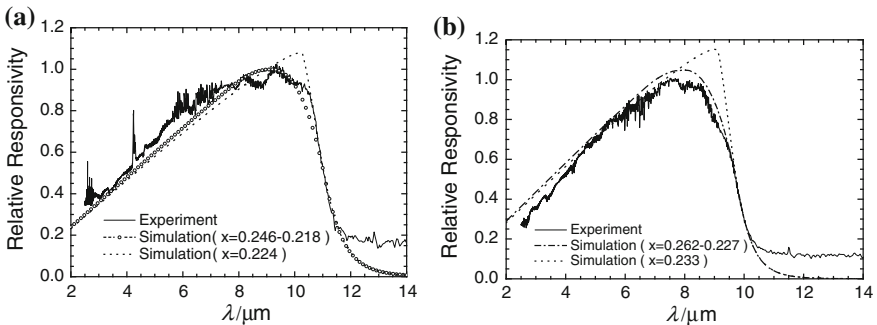 (a)
Relative Responsivity
1.2
1.0
0.8
0.6
0.4
0.2
0.0
Experiment
Simulation( x=0.246-0.218 )
Simulation( x=0.224 )
2 4 6 8 10 12 14
λ/μm
(b)
Relative Responsivity
1.2
1.0
0.8
0.6
0.4
0.2
0.0
Experiment
Simulation (x=0.262-0.227 )
Simulation (x=0.233 )
2 4 6 8 10 12 14
λ/μm